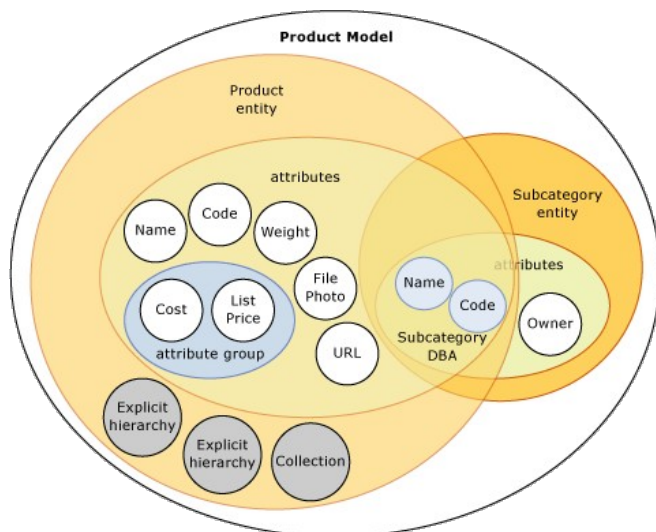 Product Model
Product
entity
attributes
Subcategory
entity
Name
Code
Weight
attributes
File
Photo
Name
Code
Cost
List
Price
Owner
attribute group
URL
Subcategory
DBA
Explicit
hierarchy
Explicit
hierarchy
Collection